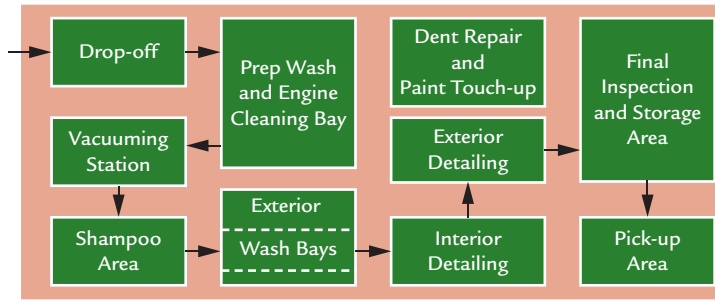 Drop-off
Prep Wash
and Engine
Cleaning Bay
Vacuuming
Station
Shampoo
Area
Exterior
Wash Bays
Interior
Detailing
Exterior
Detailing
Dent Repair
and
Paint Touch-up
Final
Inspection
and Storage
Area
Pick-up
Area